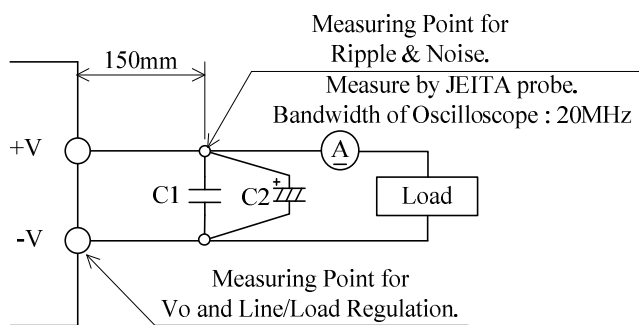 Measuring Point for
Ripple & Noise.
Measure by JEITA probe.
Bandwidth of Oscilloscope : 20MHz
150mm
+V
A
C1
+
C2
Load
-V
Measuring Point for
Vo and Line/Load Regulation.